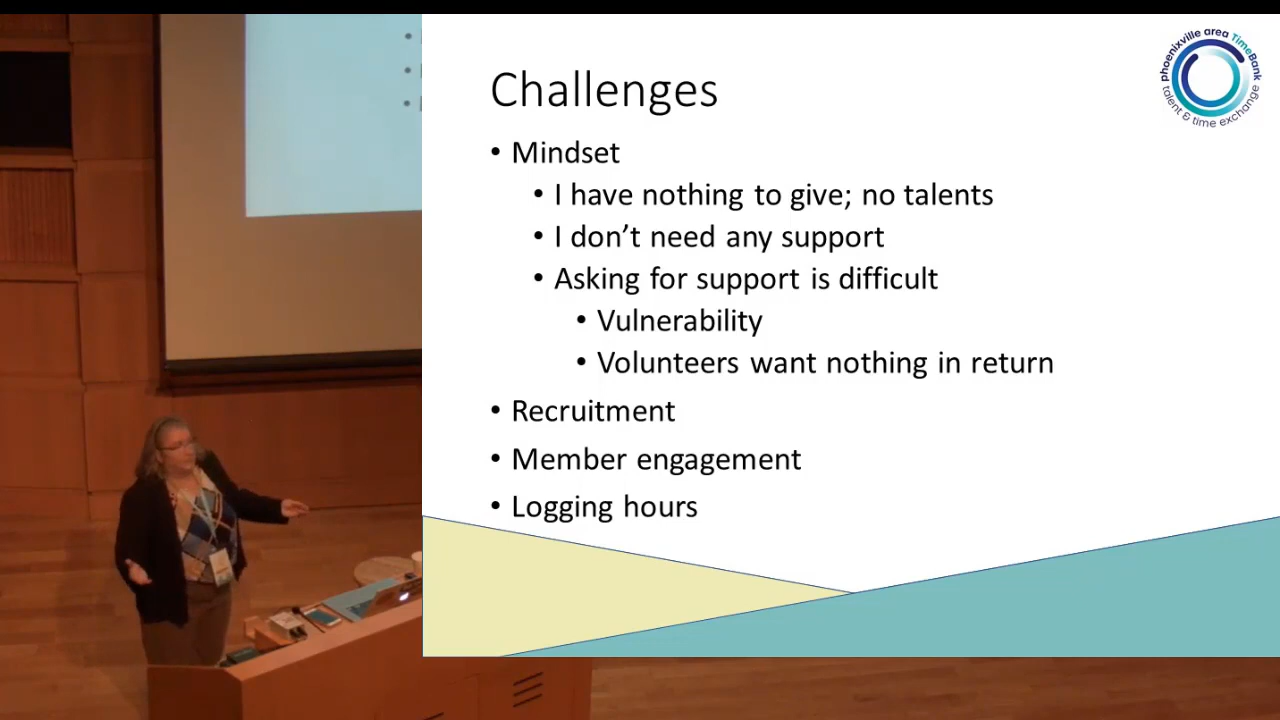 Challenges
• Mindset
• I have nothing to give; no talents
• I don’t need any support
• Asking for support is difficult
• Vulnerability
• Volunteers want nothing in return
• Recruitment
• Member engagement
• Logging hours
phoenixville area TimeBank
talent & time exchange